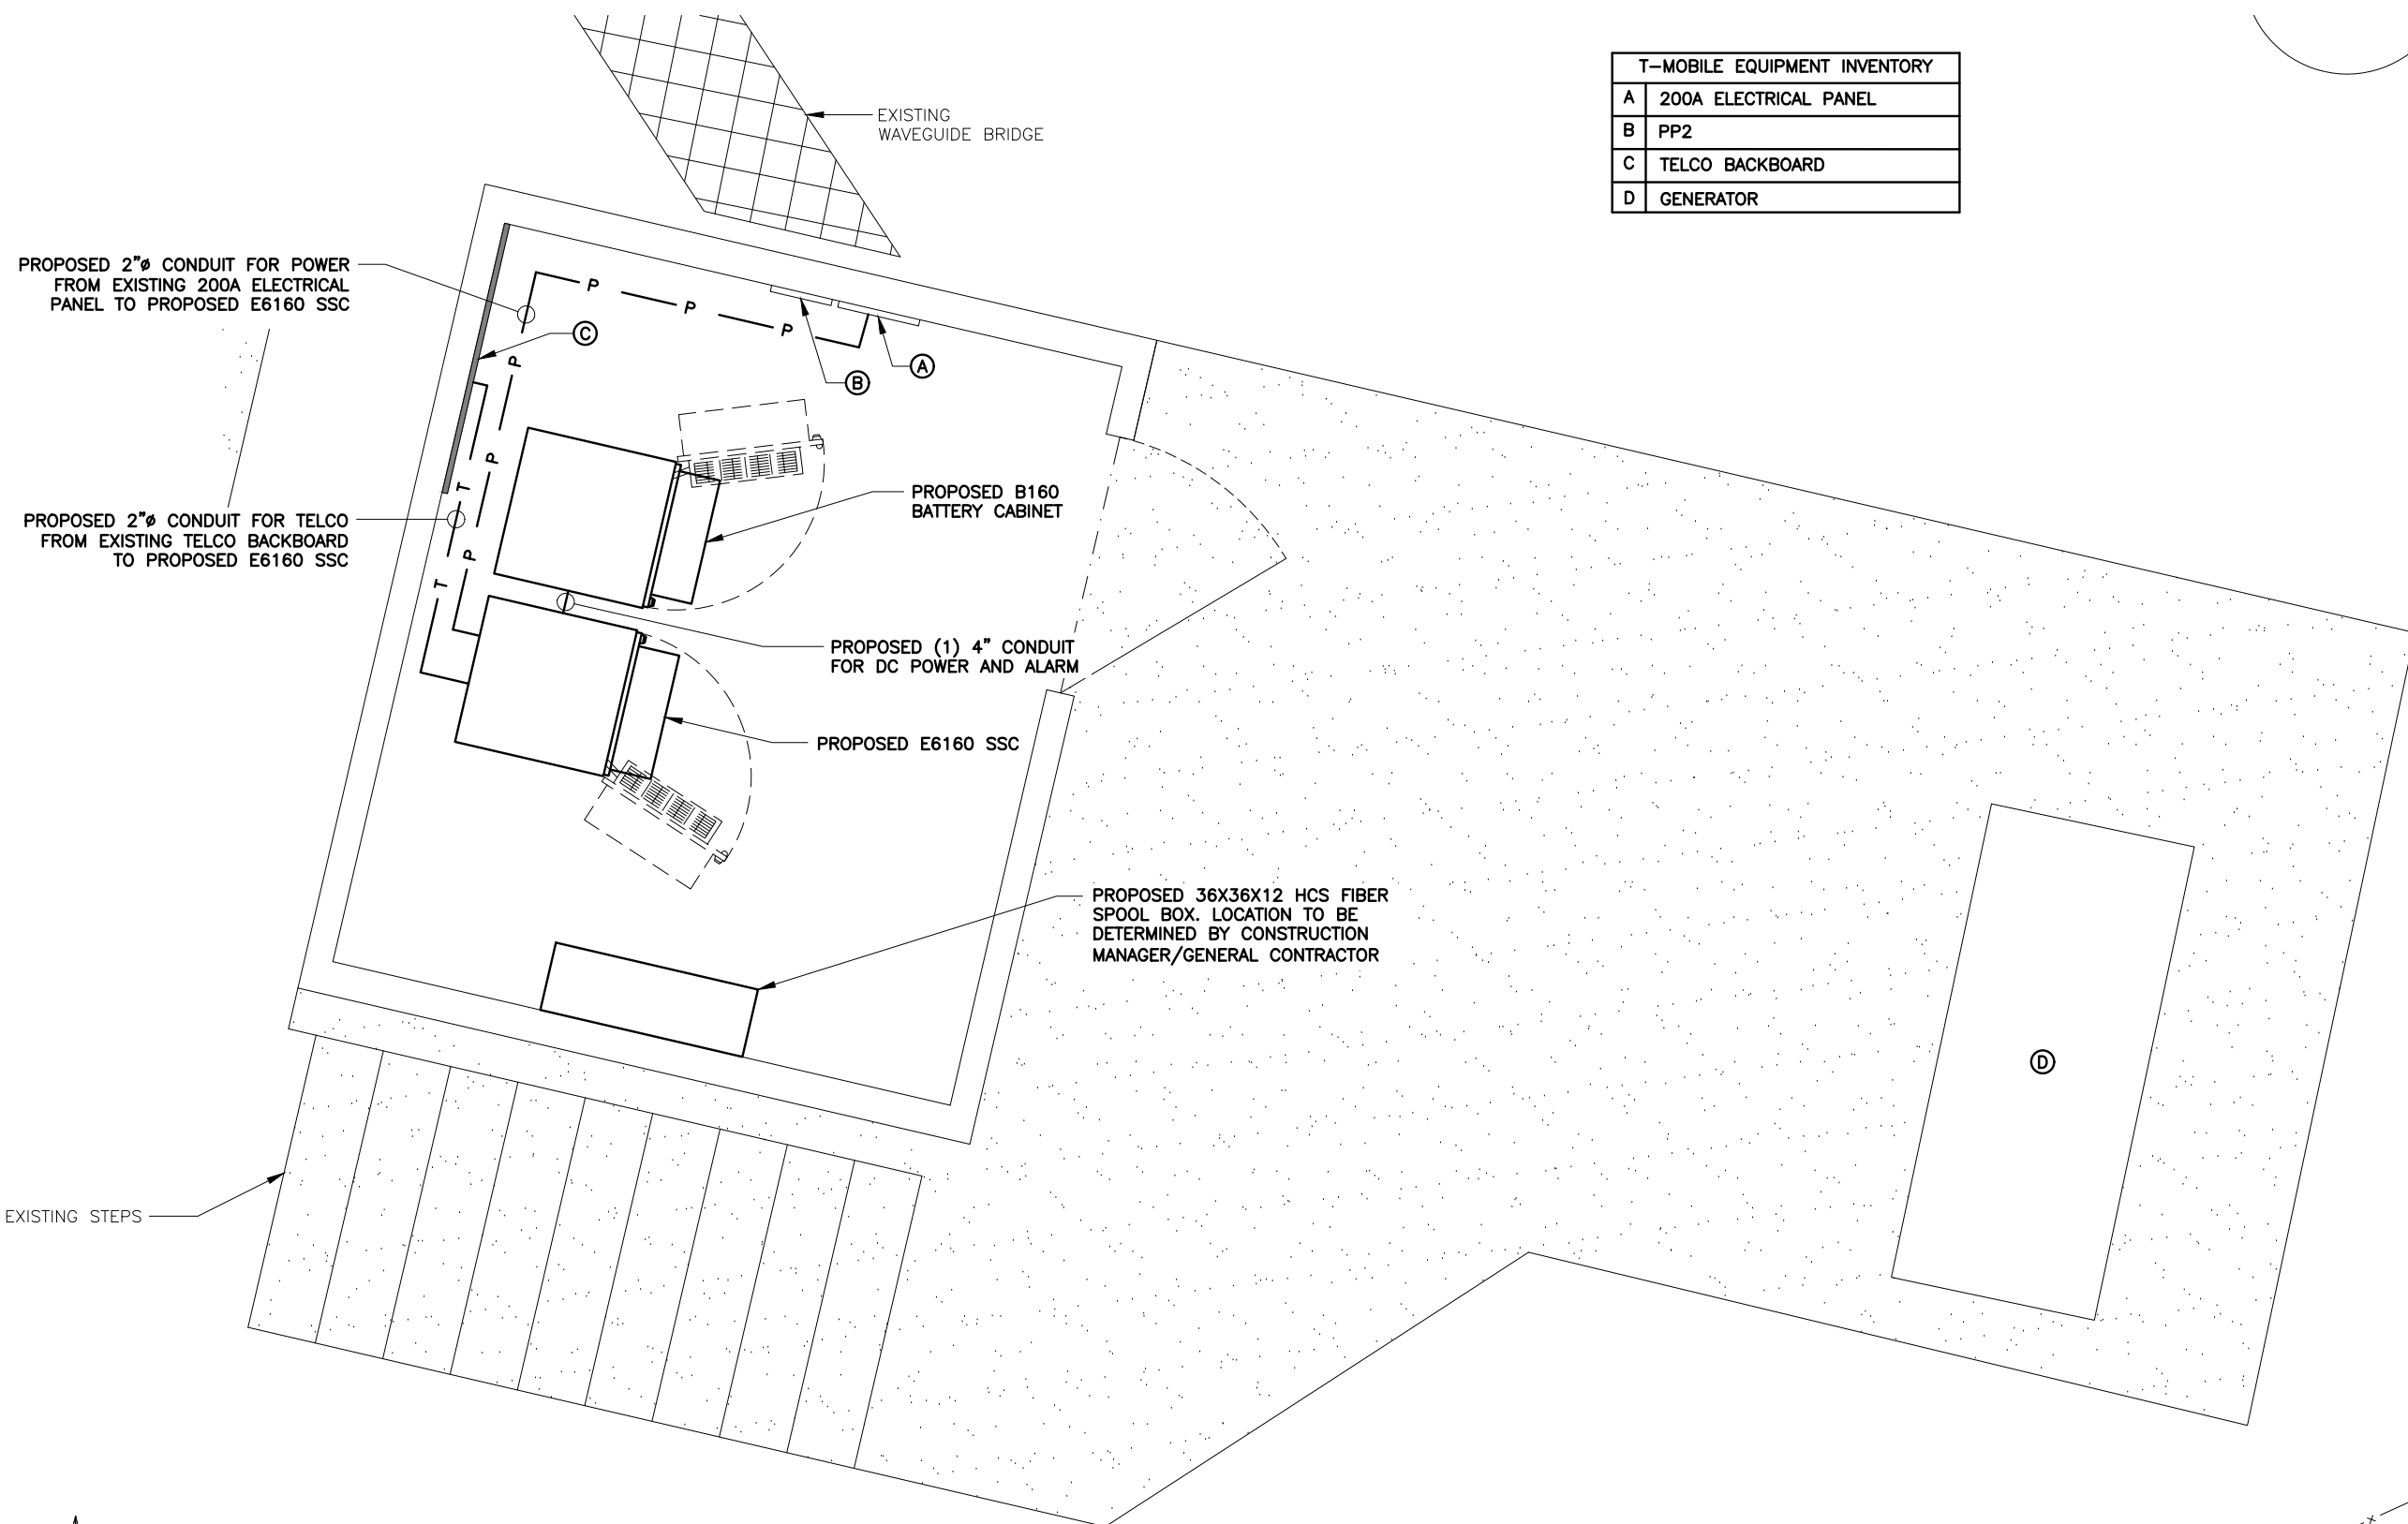 T-MOBILE EQUIPMENT INVENTORY
A 200A ELECTRICAL PANEL
B PP2
C TELCO BACKBOARD
D GENERATOR
EXISTING
WAVEGUIDE BRIDGE
PROPOSED 2"ø CONDUIT FOR POWER
FROM EXISTING 200A ELECTRICAL
PANEL TO PROPOSED E6160 SSC
P
P
P
C
A
B
P
P
P
T
T
PROPOSED B160
BATTERY CABINET
PROPOSED 2"ø CONDUIT FOR TELCO
FROM EXISTING TELCO BACKBOARD
TO PROPOSED E6160 SSC
PROPOSED (1) 4" CONDUIT
FOR DC POWER AND ALARM
PROPOSED E6160 SSC
PROPOSED 36X36X12 HCS FIBER
SPOOL BOX. LOCATION TO BE
DETERMINED BY CONSTRUCTION
MANAGER/GENERAL CONTRACTOR
D
EXISTING STEPS
x